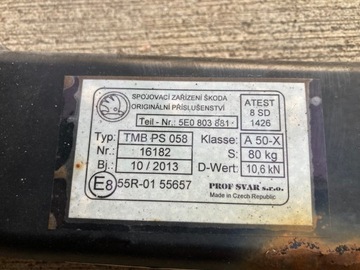 SPOJOVACÍ ZAŘÍZENÍ ŠKODA
ORIGINÁLNÍ PŘÍSLUŠENSTVÍ
Teil - Nr.: 5E0 803 881
ATEST
8 SD
1426
Typ: TMB PS 058 Klasse: A 50-X
Nr.: 16182 S: 80 kg
Bj.: 10 / 2013 D-Wert: 10,6 kN
E8 55R-01 55657
PROF SVAR s.r.o.
Made in Czech Republic